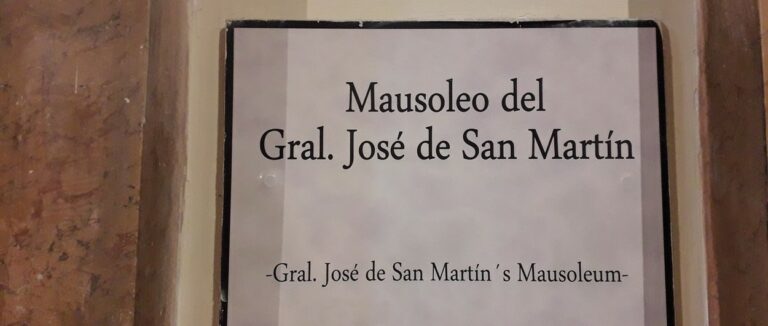 Mausoleo del
Gral. José de San Martín
-Gral. José de San Martín´s Mausoleum-